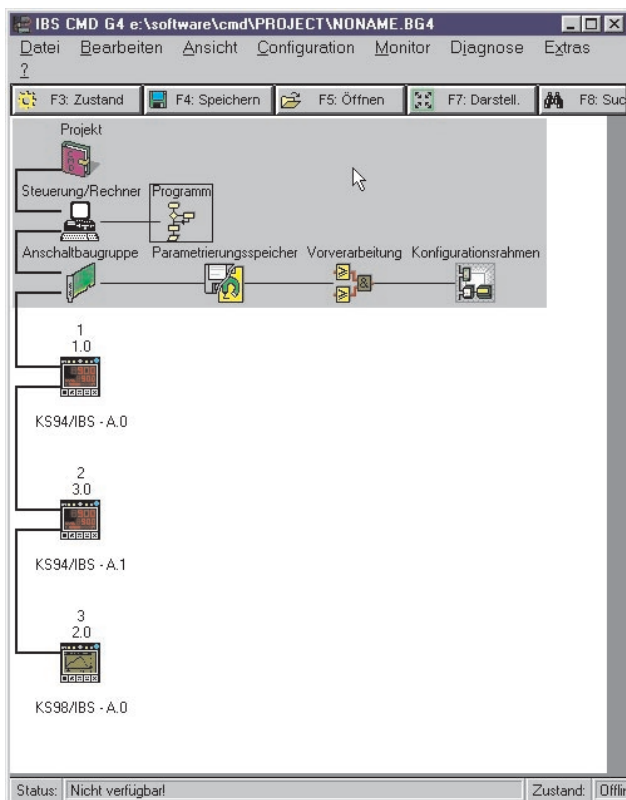 IBS CMD G4 e:\software\cmd\PROJECT\NONAME.BG4
Datei Bearbeiten Ansicht Configuration Monitor Djagnose Extras
?
F3: Zustand F4: Speichern F5: Öffnen F7: Darstell. F8: Suc
Projekt
Steuerung/Rechner Programm
Anschaltbaugruppe Parametrierungsspeicher Vorverarbeitung Konfigurationsrahmen
1
1.0
KS94/IBS - A.0
2
3.0
KS94/IBS - A.1
3
2.0
KS98/IBS - A.0
Status: Nicht verfügbar! Zustand: Offlin